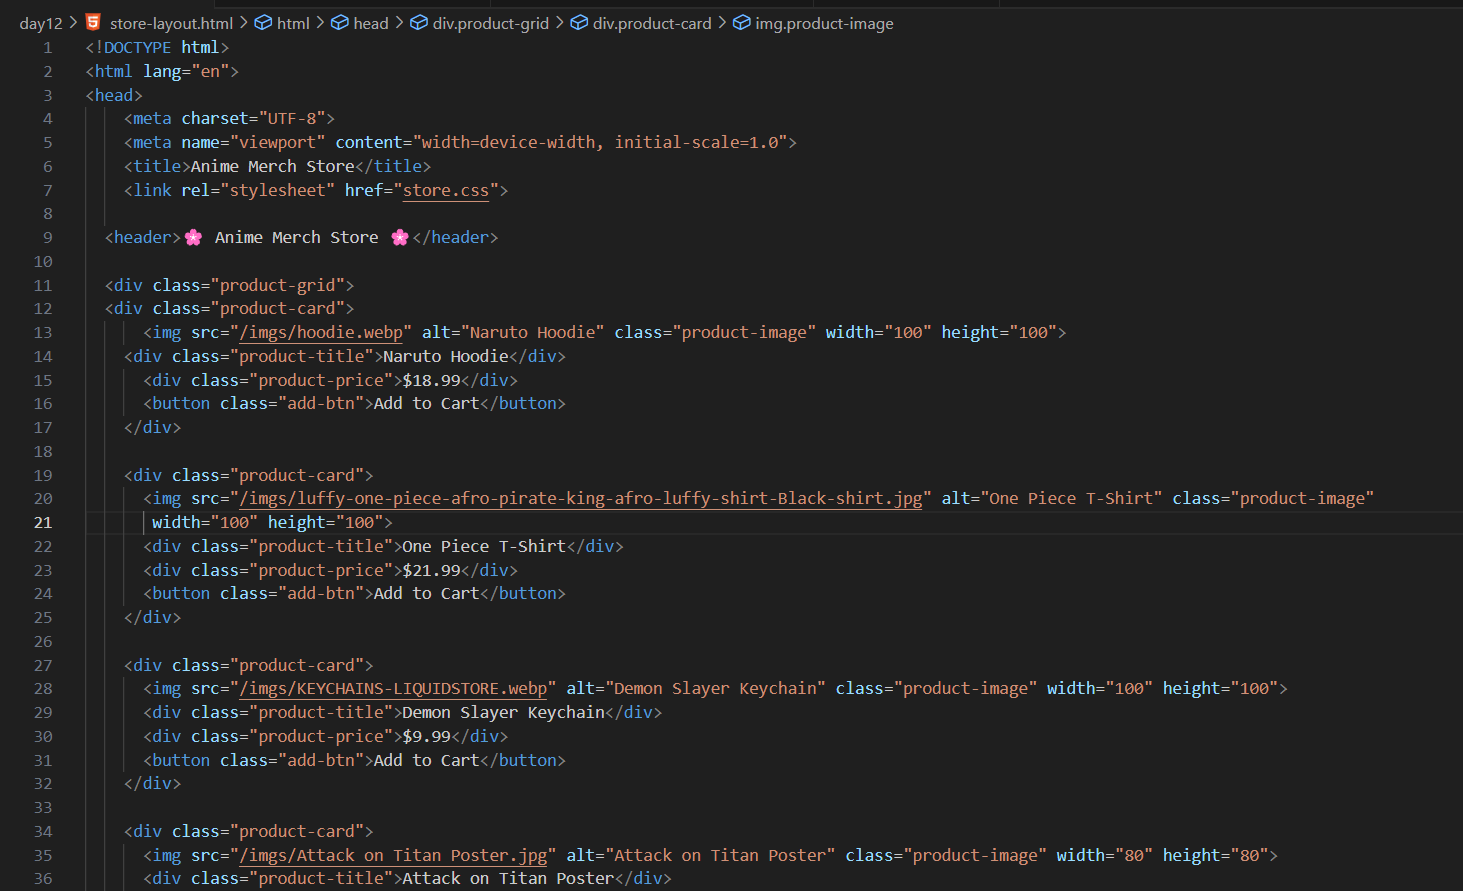 day12 > store-layout.html > html > head > div.product-grid > div.product-card > img.product-image
1 <!DOCTYPE html>
2 <html lang="en">
3 <head>
4 <meta charset="UTF-8">
5 <meta name="viewport" content="width=device-width, initial-scale=1.0">
6 <title>Anime Merch Store</title>
7 <link rel="stylesheet" href="store.css">
8
9 <header>🌸 Anime Merch Store 🌸</header>
10
11 <div class="product-grid">
12 <div class="product-card">
13 <img src="/imgs/hoodie.webp" alt="Naruto Hoodie" class="product-image" width="100" height="100">
14 <div class="product-title">Naruto Hoodie</div>
15 <div class="product-price">$18.99</div>
16 <button class="add-btn">Add to Cart</button>
17 </div>
18
19 <div class="product-card">
20 <img src="/imgs/luffy-one-piece-afro-pirate-king-afro-luffy-shirt-Black-shirt.jpg" alt="One Piece T-Shirt" class="product-image"
21 width="100" height="100">
22 <div class="product-title">One Piece T-Shirt</div>
23 <div class="product-price">$21.99</div>
24 <button class="add-btn">Add to Cart</button>
25 </div>
26
27 <div class="product-card">
28 <img src="/imgs/KEYCHAINS-LIQUIDSTORE.webp" alt="Demon Slayer Keychain" class="product-image" width="100" height="100">
29 <div class="product-title">Demon Slayer Keychain</div>
30 <div class="product-price">$9.99</div>
31 <button class="add-btn">Add to Cart</button>
32 </div>
33
34 <div class="product-card">
35 <img src="/imgs/Attack on Titan Poster.jpg" alt="Attack on Titan Poster" class="product-image" width="80" height="80">
36 <div class="product-title">Attack on Titan Poster</div>